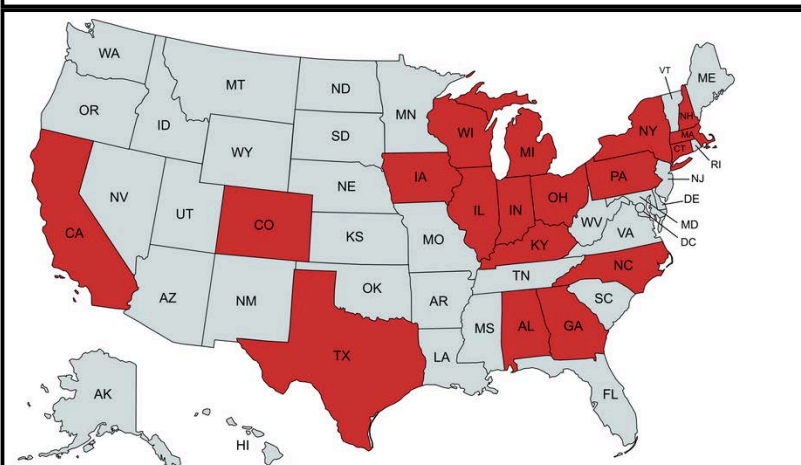 WA
MT
ND
MN
VT
ME
OR
ID
SD
WI
MI
NY
NH
MA
CT
RI
WY
IA
PA
NJ
NV
UT
NE
IL
IN
OH
DE
CA
CO
KS
MO
WV
VA
MD
DC
KY
AZ
NM
OK
AR
TN
NC
SC
TX
LA
MS
AL
GA
FL
AK
HI